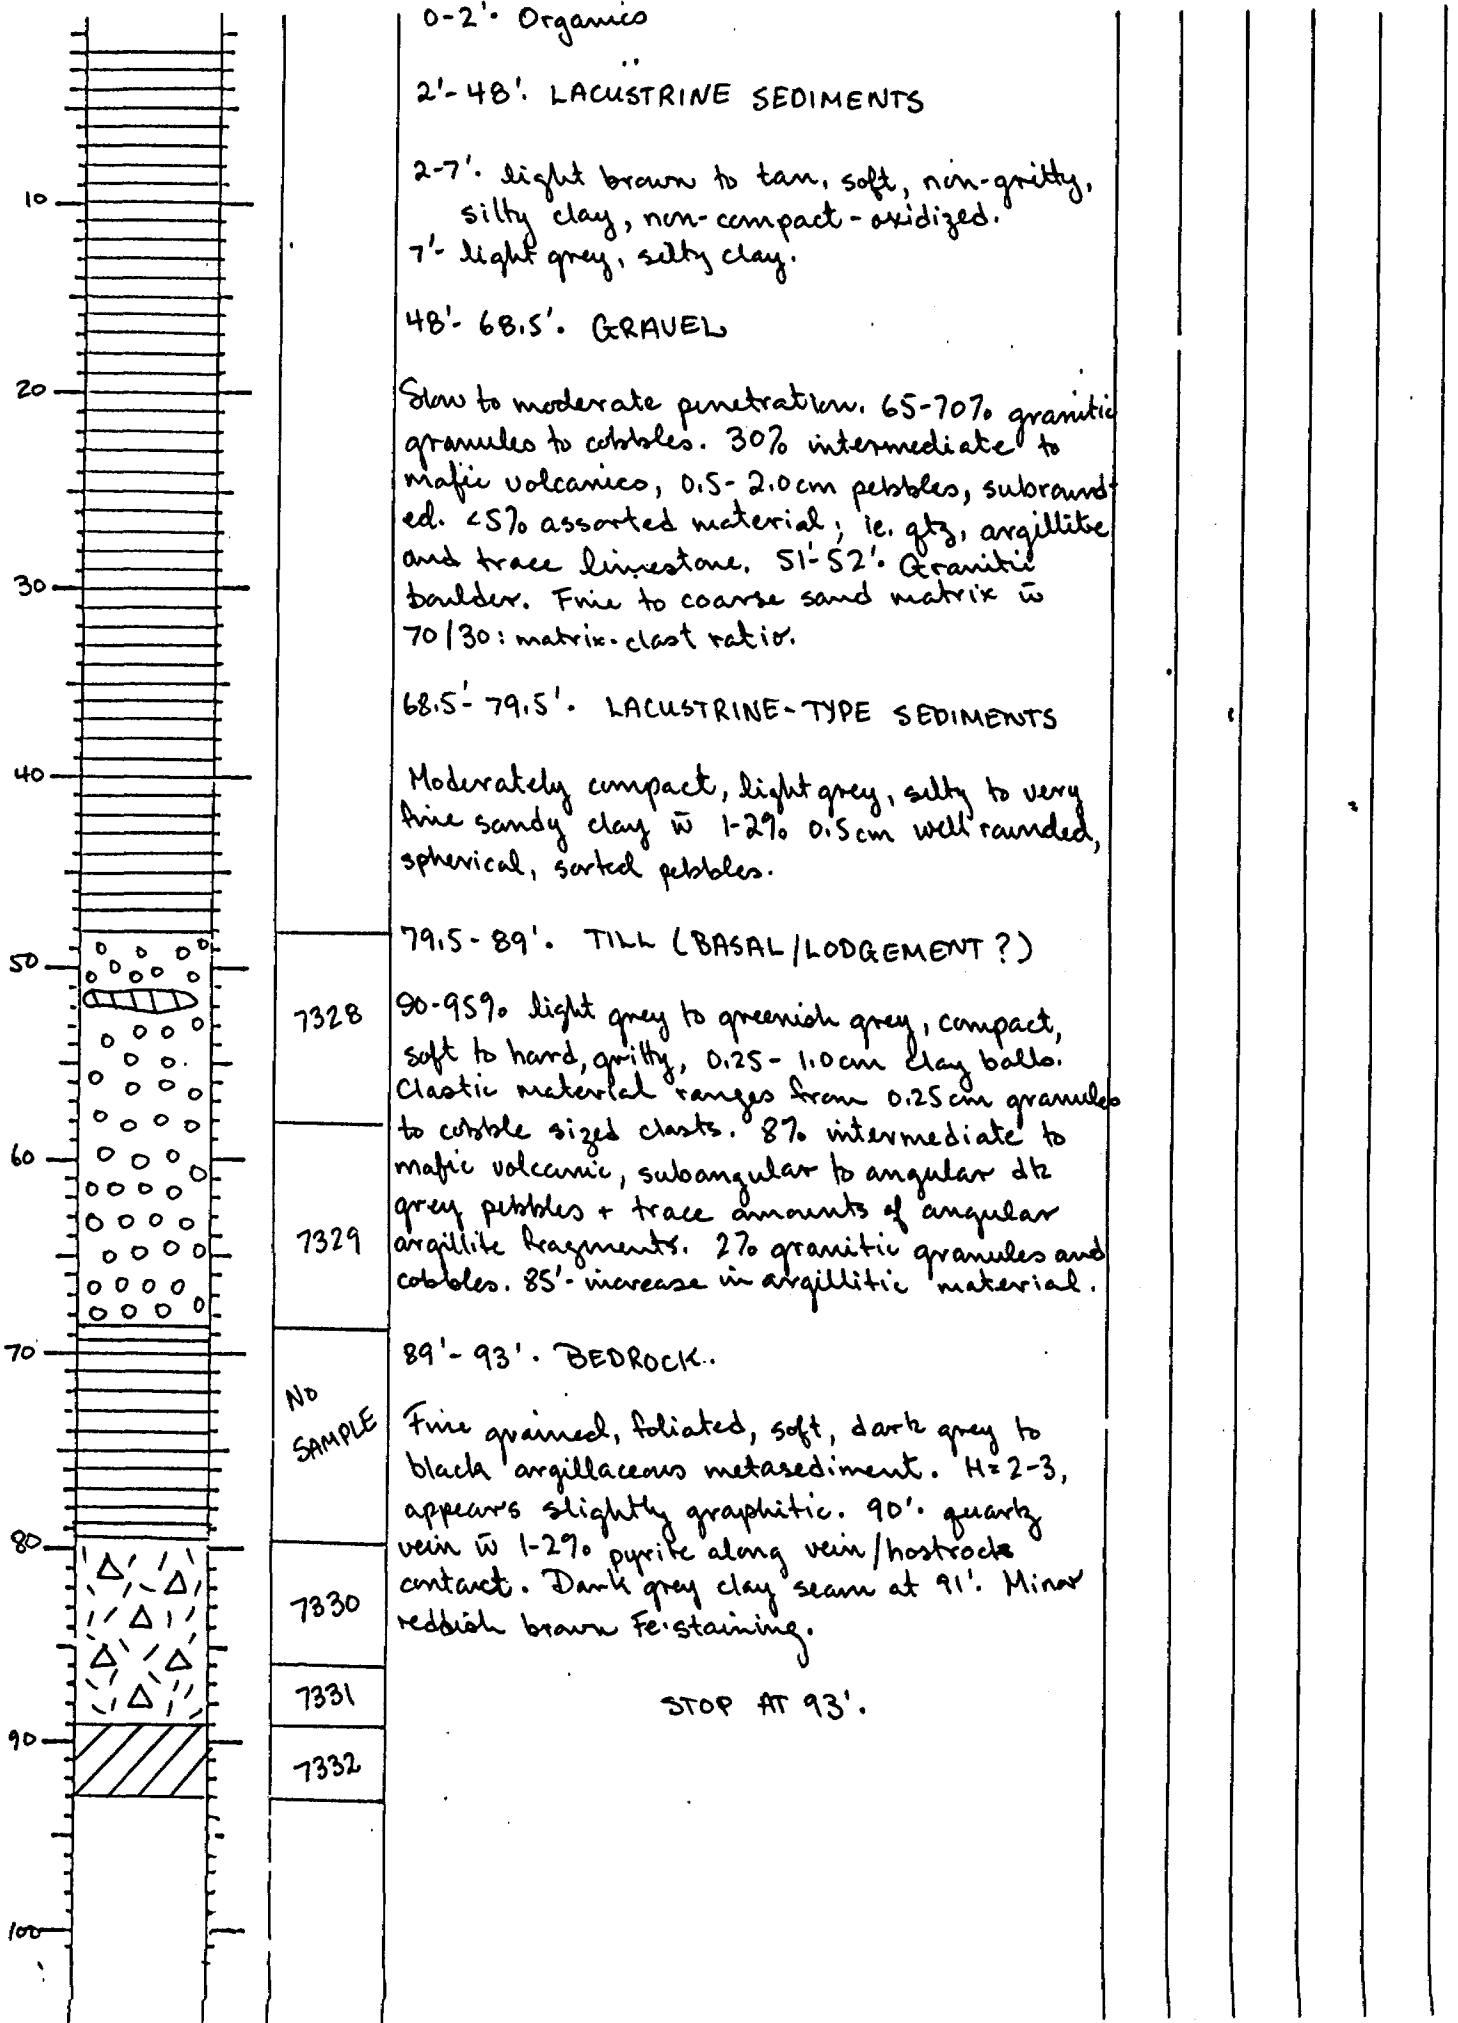 0-2'. Organics
2'-48'. LACUSTRINE SEDIMENTS
2-7'. light brown to tan, soft, non-gritty,
silty clay, non-compact-oxidized.
7'- light grey, silty clay.
48'-68.5'. GRAVEL
Slow to moderate penetration. 65-70% granitic
granules to cobbles. 30% intermediate to
mafic volcanics, 0.5-2.0cm pebbles, subround-
ed. <5% assorted material; ie. qtz, argillite
and trace limestone. 51'-52'. Granitic
boulder. Fine to coarse sand matrix w̄
70/30: matrix-clast ratio.
68.5'-79.5'. LACUSTRINE-TYPE SEDIMENTS
Moderately compact, light grey, silty to very
fine sandy clay w̄ 1-2% 0.5cm well rounded,
spherical, sorted pebbles.
79.5-89'. TILL (BASAL/LODGEMENT?)
90-95% light grey to greenish grey, compact,
soft to hard, gritty, 0.25-1.0cm clay balls.
Clastic material ranges from 0.25cm granules
to cobble sized clasts. 8% intermediate to
mafic volcanic, subangular to angular dk
grey pebbles + trace amounts of angular
argillite fragments. 2% granitic granules and
cobbles. 85'- increase in argillitic material.
89'-93'. BEDROCK.
Fine grained, foliated, soft, dark grey to
black argillaceous metasediment. H=2-3,
appears slightly graphitic. 90'. quartz
vein w̄ 1-2% pyrite along vein/hostrock
contact. Dark grey clay seam at 91'. Minor
reddish brown Fe-staining.
STOP AT 93'.
10
20
30
40
50
60
70
80
90
100
7328
7329
NO
SAMPLE
7330
7331
7332